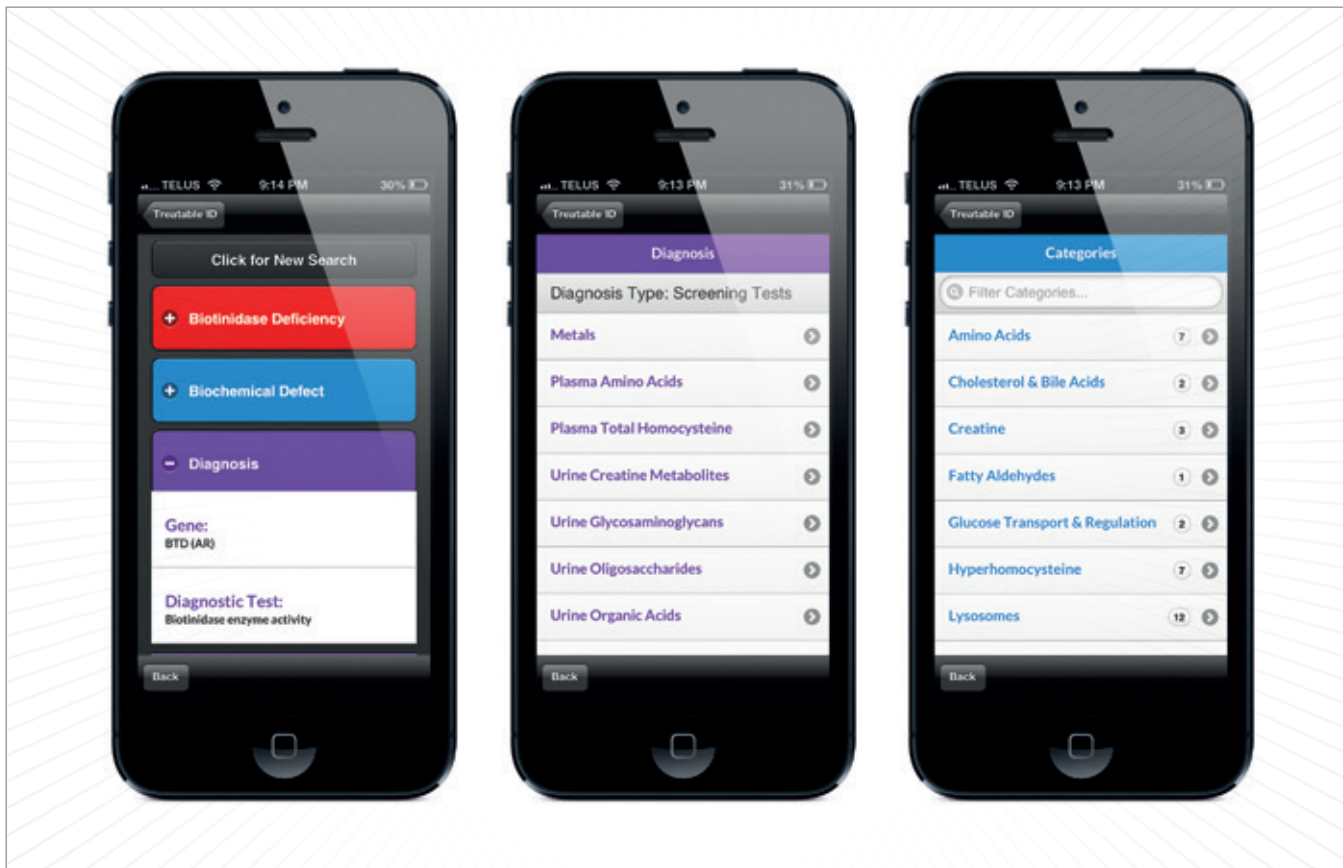 TELUS 9:14 PM 30%
Treatable ID
Click for New Search
Biotinidase Deficiency
Biochemical Defect
Diagnosis
Gene:
BTD (AR)
Diagnostic Test:
Biotinidase enzyme activity
Back
TELUS 9:13 PM 31%
Treatable ID
Diagnosis
Diagnosis Type: Screening Tests
Metals
Plasma Amino Acids
Plasma Total Homocysteine
Urine Creatine Metabolites
Urine Glycosaminoglycans
Urine Oligosaccharides
Urine Organic Acids
Back
TELUS 9:13 PM 31%
Treatable ID
Categories
Filter Categories...
Amino Acids 7
Cholesterol & Bile Acids 2
Creatine 3
Fatty Aldehydes 1
Glucose Transport & Regulation 2
Hyperhomocysteine 7
Lysosomes 12
Back